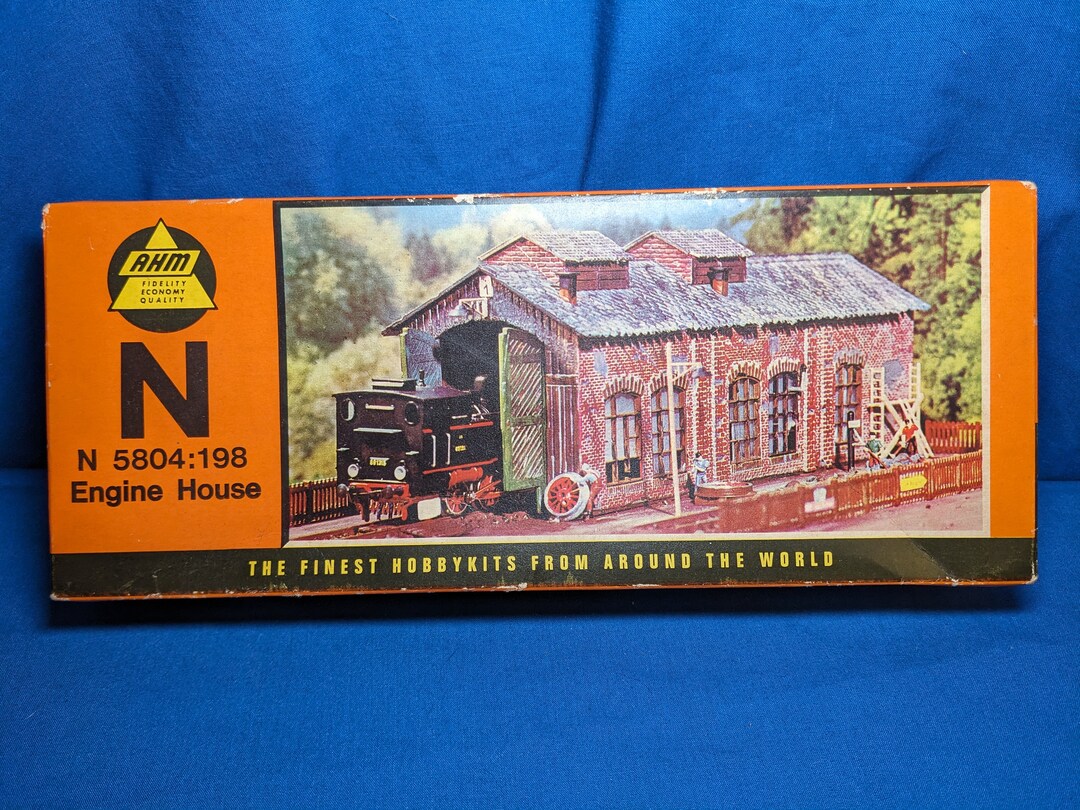 AHM
FIDELITY
ECONOMY
QUALITY
N
N 5804:198
Engine House
THE FINEST HOBBYKITS FROM AROUND THE WORLD